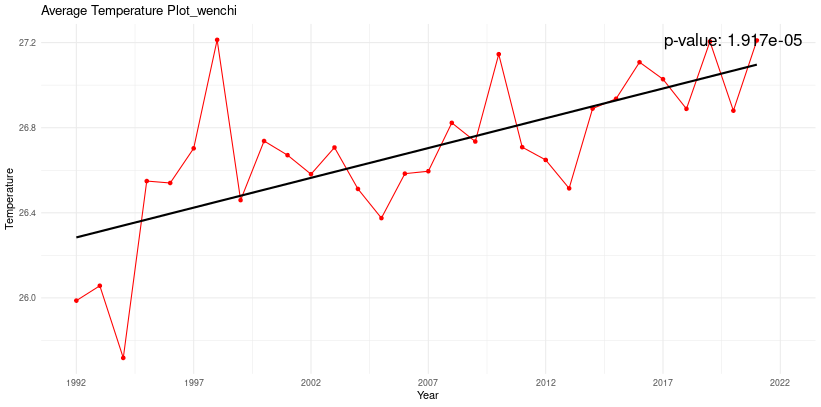 Average Temperature Plot_wenchi
p-value: 1.917e-05
27.2
26.8
26.4
26.0
Temperature
1992 1997 2002 2007 2012 2017 2022
Year